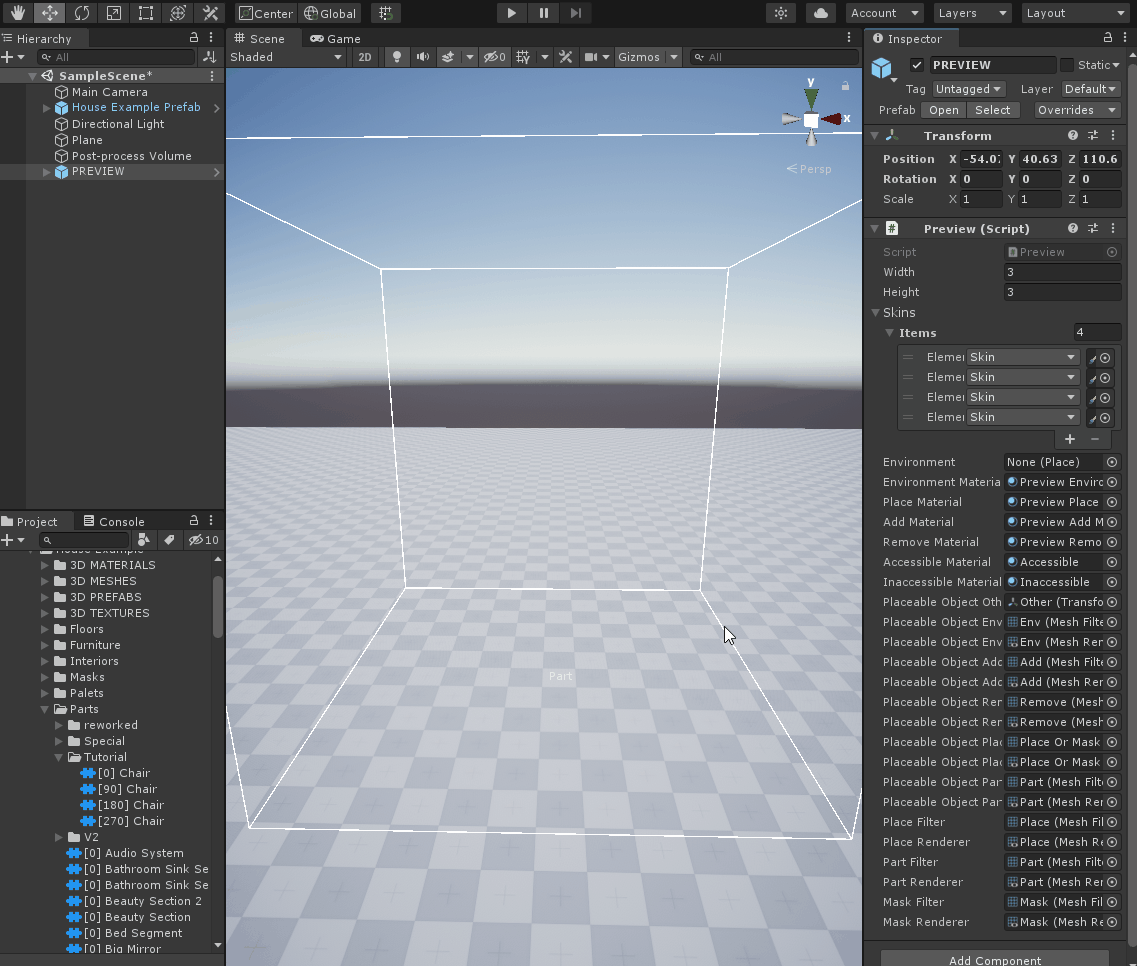 Center Global Account Layers Layout
Hierarchy
All
SampleScene*
Main Camera
House Example Prefab
Directional Light
Plane
Post-process Volume
PREVIEW
Project Console
10
3D MATERIALS
3D MESHES
3D PREFABS
3D TEXTURES
Floors
Furniture
Interiors
Masks
Palets
Parts
reworked
Special
Tutorial
[0] Chair
[90] Chair
[180] Chair
[270] Chair
V2
[0] Audio System
[0] Bathroom Sink Se
[0] Bathroom Sink Se
[0] Beauty Section 2
[0] Beauty Section
[0] Bed Segment
[0] Big Mirror
Scene Game
Shaded 2D 0 Gizmos All
y
x
Persp
Part
Inspector
PREVIEW Static
Tag Untagged Layer Default
Prefab Open Select Overrides
Transform
Position X -54.07 Y 40.63 Z 110.6
Rotation X 0 Y 0 Z 0
Scale X 1 Y 1 Z 1
# Preview (Script)
Script Preview
Width 3
Height 3
Skins
Items 4
Elemen Skin
Elemen Skin
Elemen Skin
Elemen Skin
+ −
Environment None (Place)
Environment Materia Preview Enviro
Place Material Preview Place
Add Material Preview Add M
Remove Material Preview Remo
Accessible Material Accessible
Inaccessible Material Inaccessible
Placeable Object Oth Other (Transfo
Placeable Object Env Env (Mesh Filte
Placeable Object Env Env (Mesh Ren
Placeable Object Add Add (Mesh Filte
Placeable Object Add Add (Mesh Ren
Placeable Object Ren Remove (Mesh
Placeable Object Ren Remove (Mesh
Placeable Object Plac Place Or Mask
Placeable Object Plac Place Or Mask
Placeable Object Par Part (Mesh Filt
Placeable Object Par Part (Mesh Rer
Place Filter Place (Mesh Fil
Place Renderer Place (Mesh Re
Part Filter Part (Mesh Filt
Part Renderer Part (Mesh Rer
Mask Filter Mask (Mesh Fil
Mask Renderer Mask (Mesh Re
Add Component